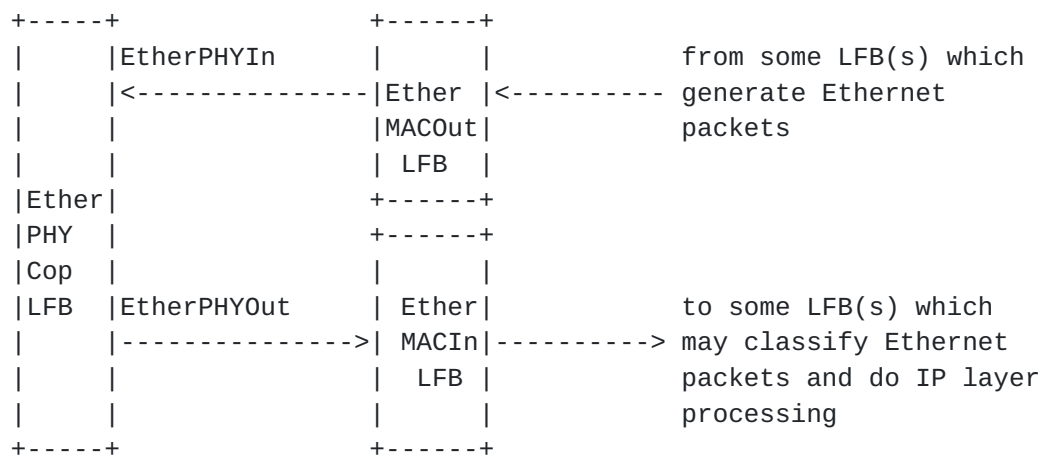 +-----+                +------+
|     |EtherPHYIn      |      |            from some LFB(s) which
|     |<---------------|Ether |<---------- generate Ethernet
|     |                |MACOut|            packets
|     |                | LFB  |
|Ether|                +------+
|PHY  |                +------+
|Cop  |                |      |
|LFB  |EtherPHYOut     | Ether|            to some LFB(s) which
|     |--------------->| MACIn|----------> may classify Ethernet
|     |                |  LFB |            packets and do IP layer
|     |                |      |            processing
+-----+                +------+